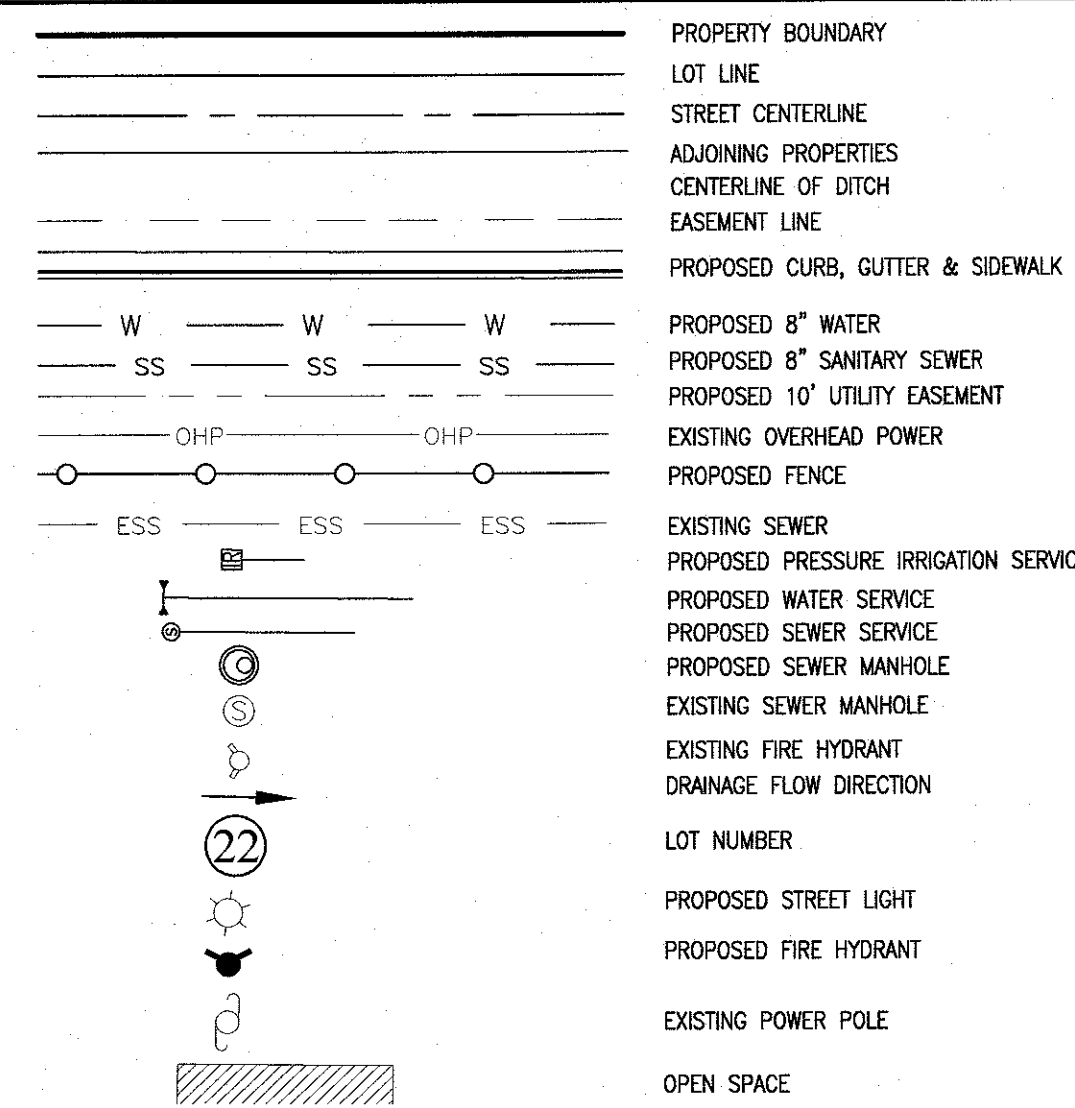 PROPERTY BOUNDARY
LOT LINE
STREET CENTERLINE
ADJOINING PROPERTIES
CENTERLINE OF DITCH
EASEMENT LINE
PROPOSED CURB, GUTTER & SIDEWALK
W W W PROPOSED 8" WATER
SS SS SS PROPOSED 8" SANITARY SEWER
PROPOSED 10' UTILITY EASEMENT
OHP OHP EXISTING OVERHEAD POWER
PROPOSED FENCE
ESS ESS ESS EXISTING SEWER
IR PROPOSED PRESSURE IRRIGATION SERVIC
PROPOSED WATER SERVICE
S PROPOSED SEWER SERVICE
PROPOSED SEWER MANHOLE
S EXISTING SEWER MANHOLE
EXISTING FIRE HYDRANT
DRAINAGE FLOW DIRECTION
22 LOT NUMBER
PROPOSED STREET LIGHT
PROPOSED FIRE HYDRANT
EXISTING POWER POLE
OPEN SPACE